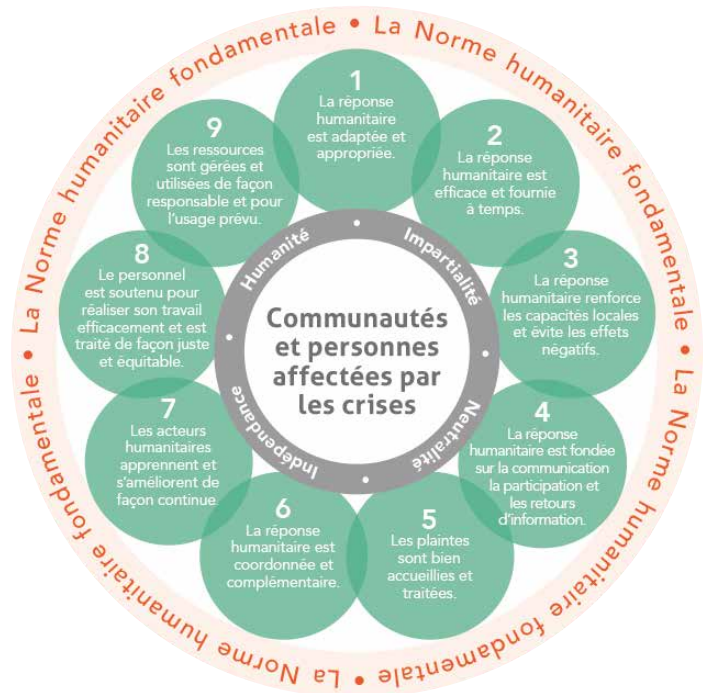 La Norme humanitaire fondamentale • La Norme humanitaire fondamentale • La Norme humanitaire fondamentale • La Norme humanitaire fondamentale • La Norme humanitaire fondamentale •
1
La réponse
humanitaire
est adaptée et
appropriée.
2
La réponse
humanitaire est
efficace et fournie
à temps.
3
La réponse
humanitaire renforce
les capacités locales
et évite les effets
négatifs.
4
La réponse
humanitaire est fondée
sur la communication
la participation et
les retours
d'information.
5
Les plaintes
sont bien
accueillies et
traitées.
6
La réponse
humanitaire est
coordonnée et
complémentaire.
7
Les acteurs
humanitaires
apprennent et
s'améliorent de
façon continue.
8
Le personnel
est soutenu pour
réaliser son travail
efficacement et est
traité de façon juste
et équitable.
9
Les ressources
sont gérées et
utilisées de façon
responsable et pour
l'usage prévu.
Humanité • Impartialité • Neutralité • Indépendance •
Communautés
et personnes
affectées par
les crises